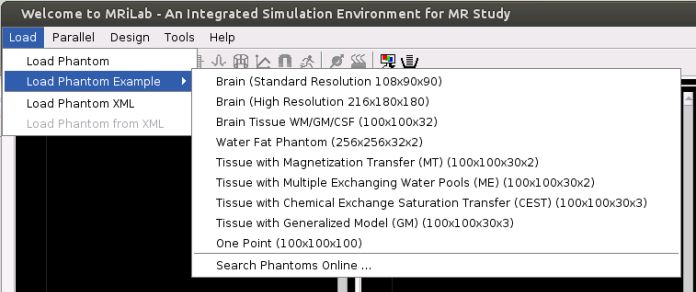 Welcome to MRiLab - An Integrated Simulation Environment for MR Study
Load Parallel Design Tools Help
Load Phantom
Load Phantom Example
Load Phantom XML
Load Phantom from XML
Brain (Standard Resolution 108x90x90)
Brain (High Resolution 216x180x180)
Brain Tissue WM/GM/CSF (100x100x32)
Water Fat Phantom (256x256x32x2)
Tissue with Magnetization Transfer (MT) (100x100x30x2)
Tissue with Multiple Exchanging Water Pools (ME) (100x100x30x2)
Tissue with Chemical Exchange Saturation Transfer (CEST) (100x100x30x3)
Tissue with Generalized Model (GM) (100x100x30x3)
One Point (100x100x100)
Search Phantoms Online ...